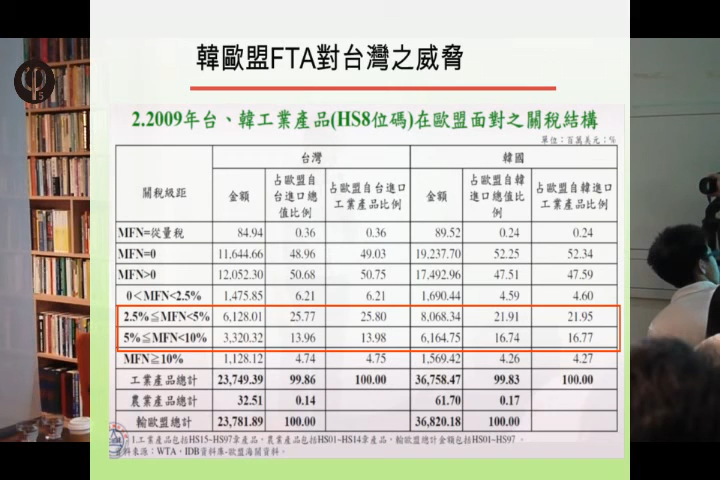 韓歐盟FTA對台灣之威脅
2.2009年台、韓工業產品(HS8位碼)在歐盟面對之關稅結構
單位：百萬美元；%
關稅級距 台灣 韓國
金額 占歐盟自台進口總值比例 占歐盟自台進口工業產品比例 金額 占歐盟自韓進口總值比例 占歐盟自韓進口工業產品比例
MFN=從量稅 84.94 0.36 0.36 89.52 0.24 0.24
MFN=0 11,644.66 48.96 49.03 19,237.70 52.25 52.34
MFN>0 12,052.30 50.68 50.75 17,492.96 47.51 47.59
0<MFN<2.5% 1,475.85 6.21 6.21 1,690.44 4.59 4.60
2.5%≦MFN<5% 6,128.01 25.77 25.80 8,068.34 21.91 21.95
5%≦MFN<10% 3,320.32 13.96 13.98 6,164.75 16.74 16.77
MFN≧10% 1,128.12 4.74 4.75 1,569.42 4.26 4.27
工業產品總計 23,749.39 99.86 100.00 36,758.47 99.83 100.00
農業產品總計 32.51 0.14 61.70 0.17
輸歐盟總計 23,781.89 100.00 36,820.18 100.00
1.工業產品包括HS15~HS97章產品，農業產品包括HS01~HS14章產品，輸歐盟總計金額包括HS01~HS97。
料來源：WTA，IDB資料庫-歐盟海關資料。